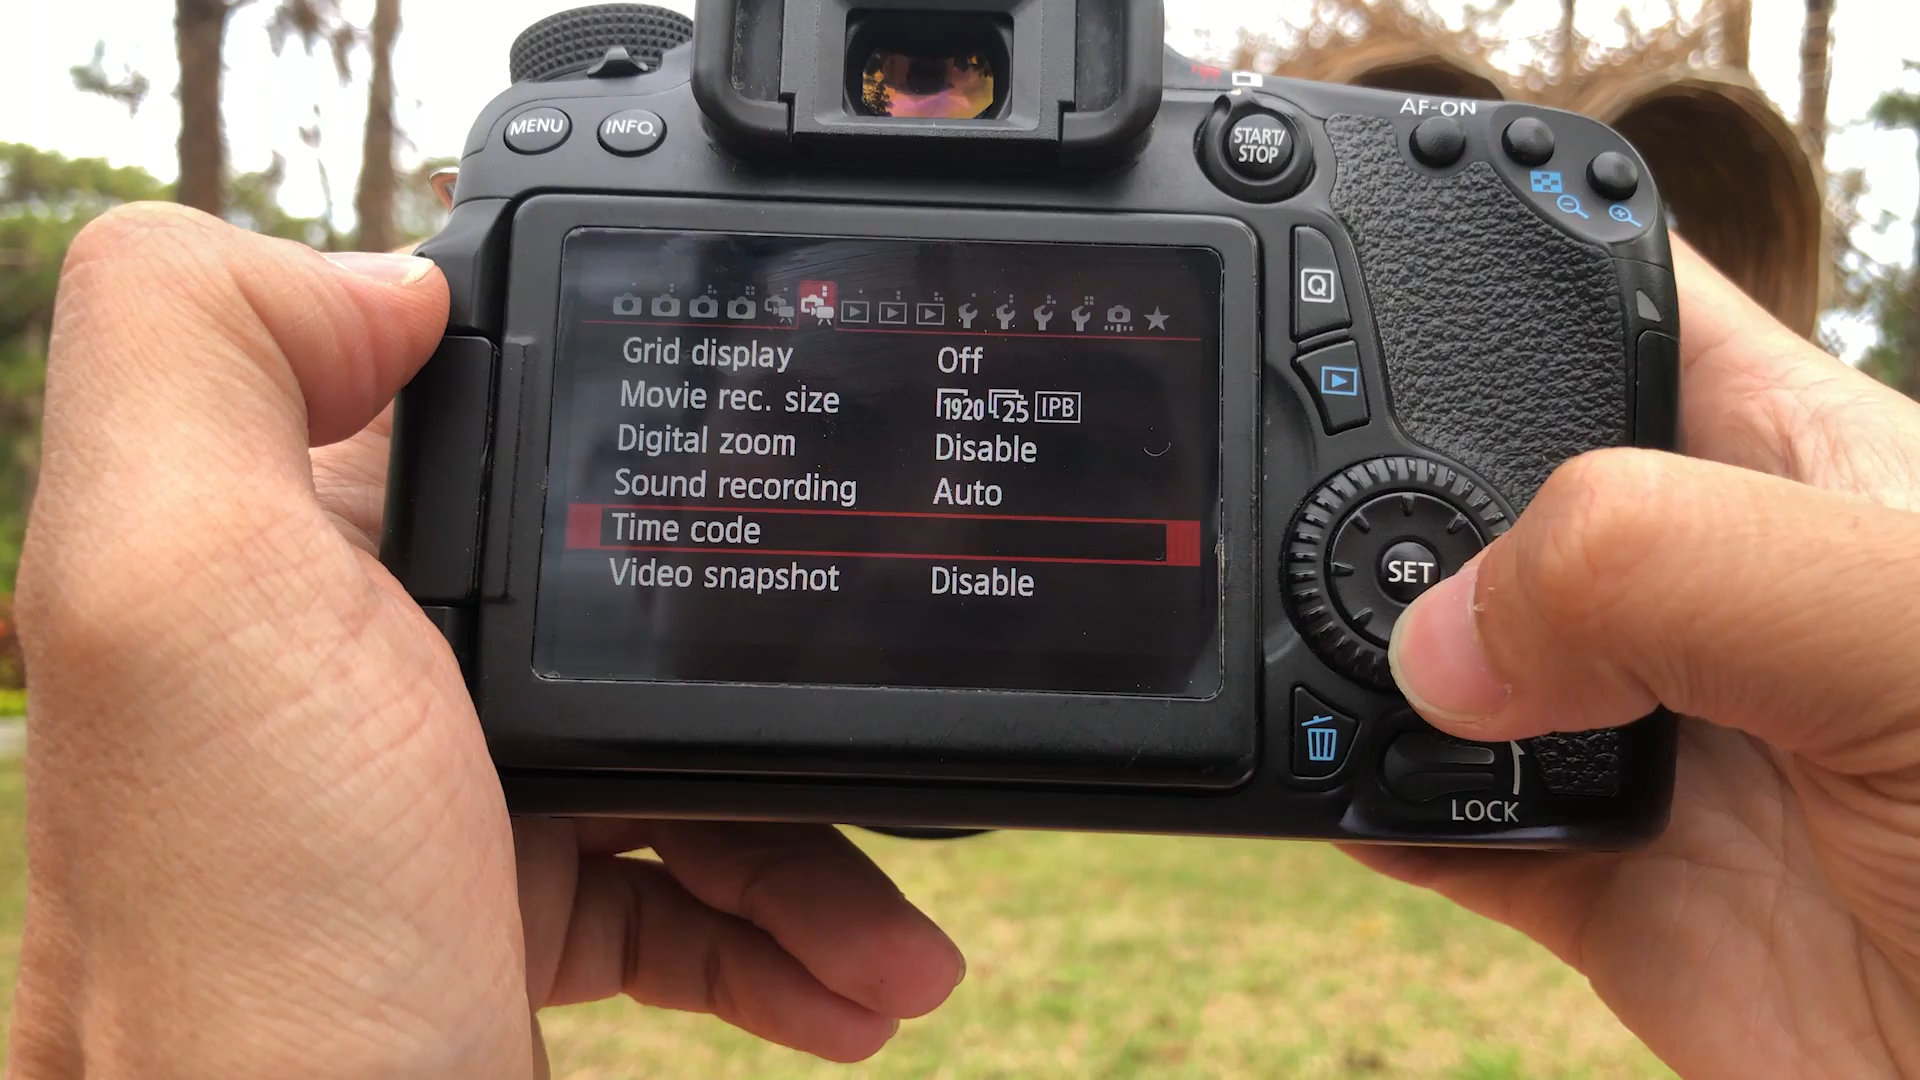 AF-ON
MENU
INFO.
START/
STOP
Q
Grid display Off
Movie rec. size 1920 25 IPB
Digital zoom Disable
Sound recording Auto
Time code
Video snapshot Disable
SET
LOCK